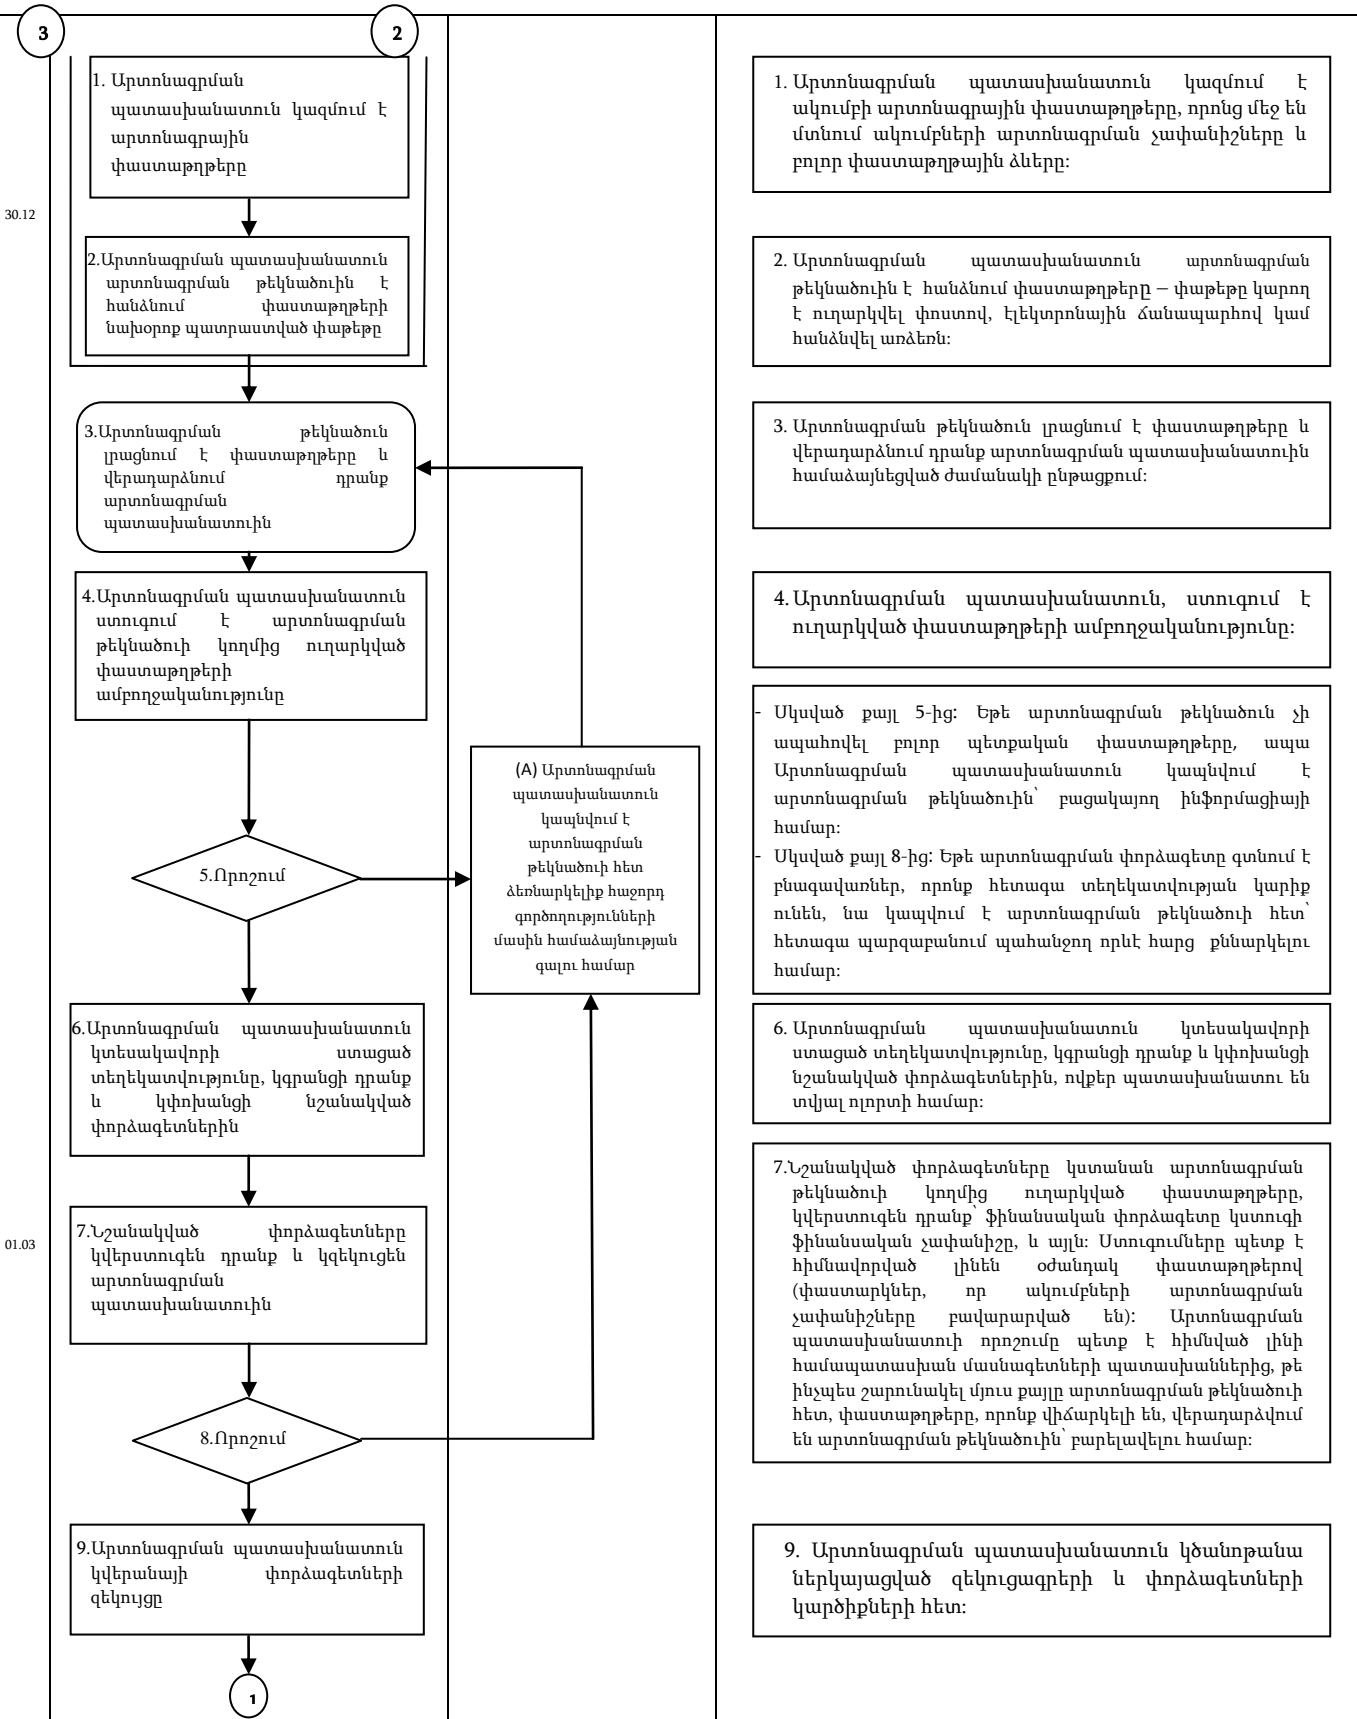 3
2
1. Արտոնագրման
պատասխանատուն կազմում է
արտոնագրային
փաստաթղթերը
30.12
2.Արտոնագրման պատասխանատուն
արտոնագրման թեկնածուին է
հանձնում փաստաթղթերի
նախօրոք պատրաստված փաթեթը
3.Արտոնագրման թեկնածուն
լրացնում է փաստաթղթերը և
վերադարձնում դրանք
արտոնագրման
պատասխանատուին
4.Արտոնագրման պատասխանատուն
ստուգում է արտոնագրման
թեկնածուի կողմից ուղարկված
փաստաթղթերի
ամբողջականությունը
5.Որոշում
6.Արտոնագրման պատասխանատուն
կտեսակավորի ստացած
տեղեկատվությունը, կգրանցի դրանք
և կփոխանցի նշանակված
փորձագետներին
01.03
7.Նշանակված փորձագետները
կվերստուգեն դրանք և կզեկուցեն
արտոնագրման
պատասխանատուին
8.Որոշում
9.Արտոնագրման պատասխանատուն
կվերանայի փորձագետների
զեկույցը
1
(A) Արտոնագրման
պատասխանատուն
կապնվում է
արտոնագրման
թեկնածուի հետ
ձեռնարկելիք հաջորդ
գործողությունների
մասին համաձայնության
գալու համար
1. Արտոնագրման պատասխանատուն կազմում է
ակումբի արտոնագրային փաստաթղթերը, որոնց մեջ են
մտնում ակումբների արտոնագրման չափանիշները և
բոլոր փաստաթղթային ձևերը:
2. Արտոնագրման պատասխանատուն արտոնագրման
թեկնածուին է հանձնում փաստաթղթերը – փաթեթը կարող
է ուղարկվել փոստով, էլեկտրոնային ճանապարհով կամ
հանձնվել առձեռն:
3. Արտոնագրման թեկնածուն լրացնում է փաստաթղթերը և
վերադարձնում դրանք արտոնագրման պատասխանատուին
համաձայնեցված ժամանակի ընթացքում:
4. Արտոնագրման պատասխանատուն, ստուգում է
ուղարկված փաստաթղթերի ամբողջականությունը:
- Սկսված քայլ 5-ից: Եթե արտոնագրման թեկնածուն չի
ապահովել բոլոր պետքական փաստաթղթերը, ապա
Արտոնագրման պատասխանատուն կապնվում է
արտոնագրման թեկնածուին՝ բացակայող ինֆորմացիայի
համար:
- Սկսված քայլ 8-ից: Եթե արտոնագրման փորձագետը գտնում է
բնագավառներ, որոնք հետագա տեղեկատվության կարիք
ունեն, նա կապվում է արտոնագրման թեկնածուի հետ՝
հետագա պարզաբանում պահանջող որևէ հարց քննարկելու
համար:
6. Արտոնագրման պատասխանատուն կտեսակավորի
ստացած տեղեկատվությունը, կգրանցի դրանք և կփոխանցի
նշանակված փորձագետներին, ովքեր պատասխանատու են
տվյալ ոլորտի համար:
7.Նշանակված փորձագետները կստանան արտոնագրման
թեկնածուի կողմից ուղարկված փաստաթղթերը,
կվերստուգեն դրանք՝ ֆինանսական փորձագետը կստուգի
ֆինանսական չափանիշը, և այլն: Ստուգումները պետք է
հիմնավորված լինեն օժանդակ փաստաթղթերով
(փաստարկներ, որ ակումբների արտոնագրման
չափանիշները բավարարված են): Արտոնագրման
պատասխանատուի որոշումը պետք է հիմնված լինի
համապատասխան մասնագետների պատասխաններից, թե
ինչպես շարունակել մյուս քայլը արտոնագրման թեկնածուի
հետ, փաստաթղթերը, որոնք վիճարկելի են, վերադարձվում
են արտոնագրման թեկնածուին՝ բարելավելու համար:
9. Արտոնագրման պատասխանատուն կծանոթանա
ներկայացված զեկուցագրերի և փորձագետների
կարծիքների հետ: